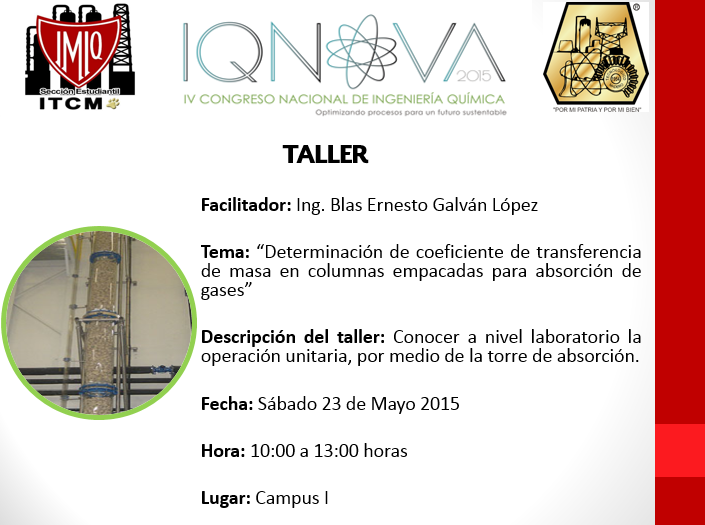 IMIQ
Sección Estudiantil
ITCM
IQNOVA
2015
IV CONGRESO NACIONAL DE INGENIERÍA QUÍMICA
Optimizando procesos para un futuro sustentable
®
"POR MI PATRIA Y POR MI BIEN"
TALLER
Facilitador: Ing. Blas Ernesto Galván López
Tema: “Determinación de coeficiente de transferencia
de masa en columnas empacadas para absorción de
gases”
Descripción del taller: Conocer a nivel laboratorio la
operación unitaria, por medio de la torre de absorción.
Fecha: Sábado 23 de Mayo 2015
Hora: 10:00 a 13:00 horas
Lugar: Campus I